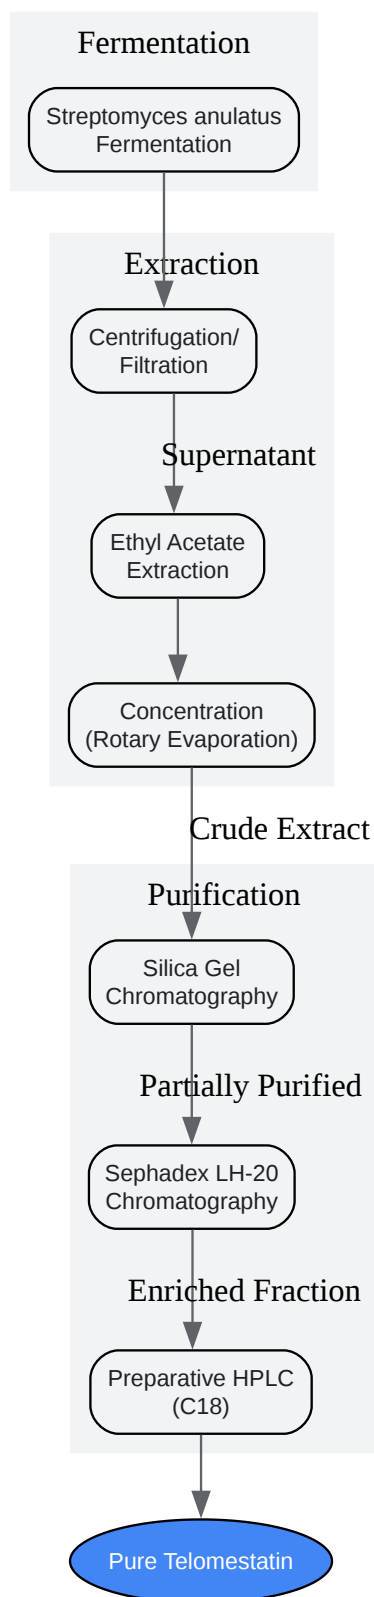 Fermentation
Streptomyces anulatus
Fermentation
Extraction
Centrifugation/
Filtration
Supernatant
Ethyl Acetate
Extraction
Concentration
(Rotary Evaporation)
Crude Extract
Purification
Silica Gel
Chromatography
Partially Purified
Sephadex LH-20
Chromatography
Enriched Fraction
Preparative HPLC
(C18)
Pure Telomestatin